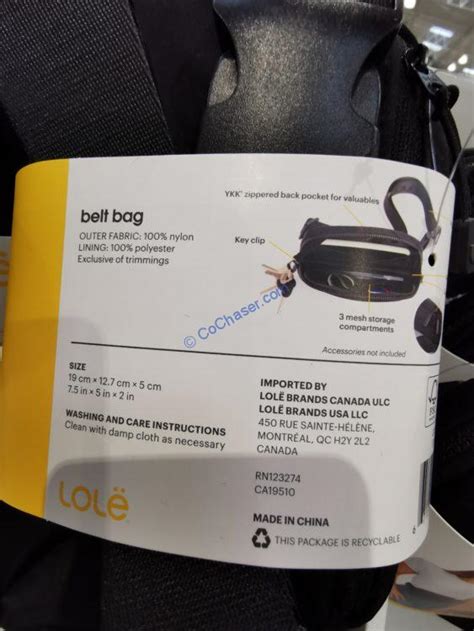 YKK® zippered back pocket for valuables
belt bag
OUTER FABRIC: 100% nylon
LINING: 100% polyester
Exclusive of trimmings
Key clip
3 mesh storage
compartments
© CoChaser.com
Accessories not included
SIZE
19 cm × 12.7 cm × 5 cm
7.5 in × 5 in × 2 in
WASHING AND CARE INSTRUCTIONS
Clean with damp cloth as necessary
IMPORTED BY
LOLË BRANDS CANADA ULC
LOLË BRANDS USA LLC
450 RUE SAINTE-HÉLÈNE,
MONTRÉAL, QC H2Y 2L2
CANADA
RN123274
CA19510
LOLË
MADE IN CHINA
THIS PACKAGE IS RECYCLABLE
6